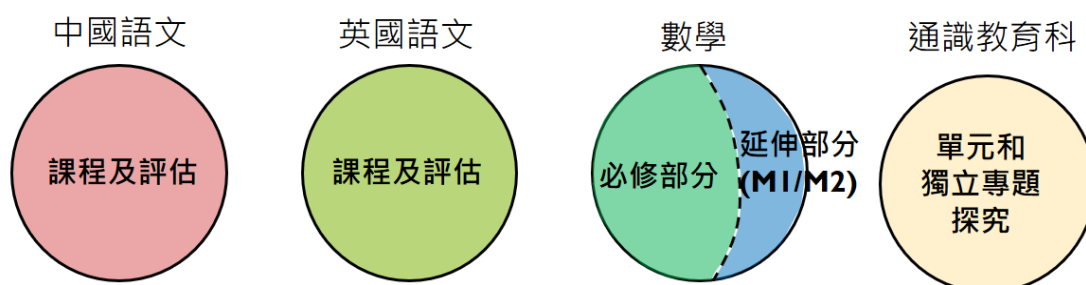 中國語文
英國語文
數學
通識教育科
課程及評估
課程及評估
必修部分
延伸部分
(M1/M2)
單元和
獨立專題
探究